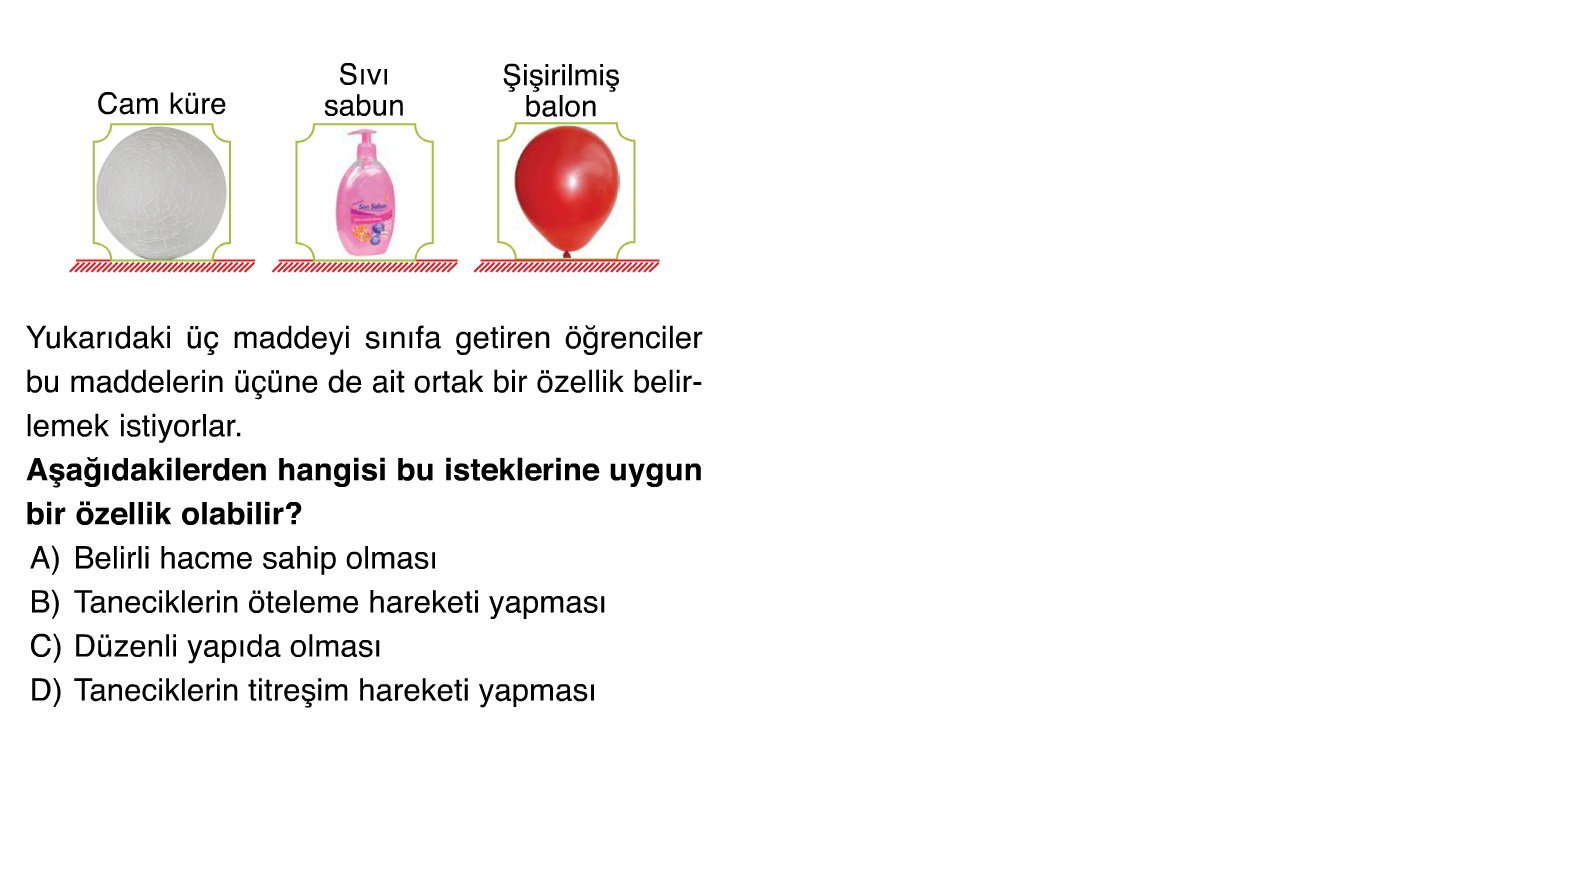 Cam küre
Sıvı
sabun
Şişirilmiş
balon
Sıvı Sabun
Yukarıdaki üç maddeyi sınıfa getiren öğrenciler
bu maddelerin üçüne de ait ortak bir özellik belir-
lemek istiyorlar.
Aşağıdakilerden hangisi bu isteklerine uygun
bir özellik olabilir?
A) Belirli hacme sahip olması
B) Taneciklerin öteleme hareketi yapması
C) Düzenli yapıda olması
D) Taneciklerin titreşim hareketi yapması